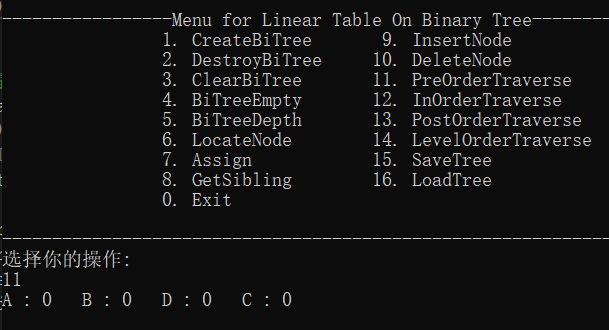 -----------------Menu for Linear Table On Binary Tree--------
1. CreateBiTree 9. InsertNode
2. DestroyBiTree 10. DeleteNode
3. ClearBiTree 11. PreOrderTraverse
4. BiTreeEmpty 12. InOrderTraverse
5. BiTreeDepth 13. PostOrderTraverse
6. LocateNode 14. LevelOrderTraverse
7. Assign 15. SaveTree
8. GetSibling 16. LoadTree
0. Exit
-------------------------------------------------------------
选择你的操作:
11
A : 0 B : 0 D : 0 C : 0